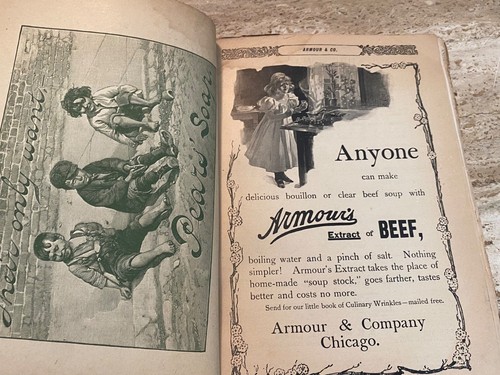 They only want
Pears' Soap
ARMOUR & CO.
Anyone
can make
delicious bouillon or clear beef soup with
Armour's
Extract of BEEF,
boiling water and a pinch of salt. Nothing
simpler! Armour's Extract takes the place of
home-made "soup stock," goes farther, tastes
better and costs no more.
Send for our little book of Culinary Wrinkles—mailed free.
Armour & Company
Chicago.